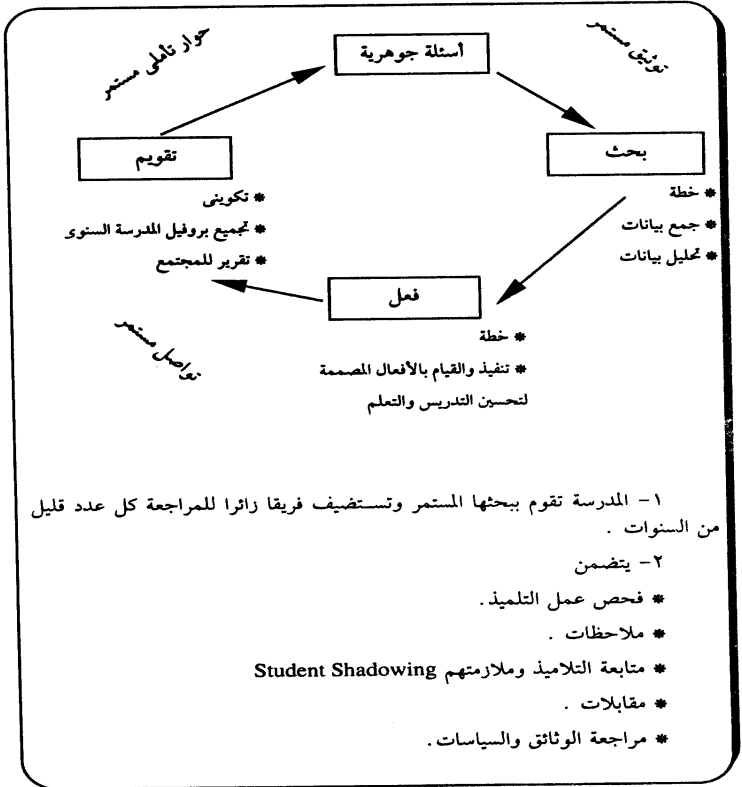 حوار تأملى مستمر
أسئلة جوهرية
توثيق مستمر
تقويم
بحث
* خطة
* جمع بيانات
* تحليل بيانات
* تكوينى
* تجميع بروفيل المدرسة السنوى
* تقرير للمجتمع
فعل
* خطة
* تنفيذ والقيام بالأفعال المصممة
لتحسين التدريس والتعلم
تواصل مستمر
١- المدرسة تقوم ببحثها المستمر وتستضيف فريقا زائرا للمراجعة كل عدد قليل
من السنوات .
٢- يتضمن
* فحص عمل التلميذ.
* ملاحظات .
* متابعة التلاميذ وملازمتهم Student Shadowing
* مقابلات .
* مراجعة الوثائق والسياسات.